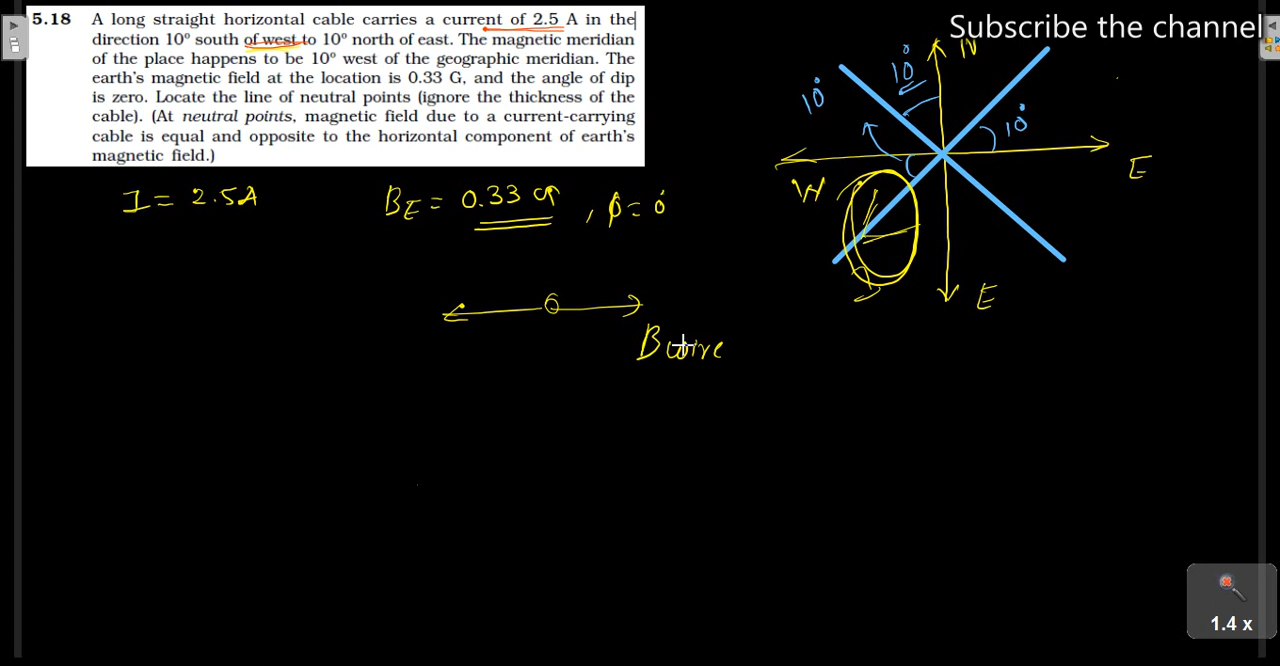 Subscribe the channel
5.18 A long straight horizontal cable carries a current of 2.5 A in the
direction 10° south of west to 10° north of east. The magnetic meridian
of the place happens to be 10° west of the geographic meridian. The
earth's magnetic field at the location is 0.33 G, and the angle of dip
is zero. Locate the line of neutral points (ignore the thickness of the
cable). (At neutral points, magnetic field due to a current-carrying
cable is equal and opposite to the horizontal component of earth's
magnetic field.)
N
10°
10°
10°
E
W
E
I = 2.5A
BE = 0.33 G , ϕ = 0°
B wire
1.4 x